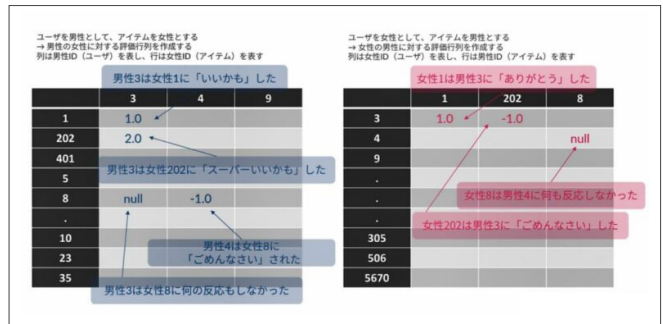 ユーザを男性として、アイテムを女性とする
→ 男性の女性に対する評価行列を作成する
列は男性ID（ユーザ）を表し、行は女性ID（アイテム）を表す
男性3は女性1に「いいかも」した
3 4 9
1 1.0
202 2.0
401
男性3は女性202に「スーパーいいかも」した
5
8 null -1.0
.
10
男性4は女性8に
「ごめんなさい」された
23
35
男性3は女性8に何の反応もしなかった
ユーザを女性として、アイテムを男性とする
→ 女性の男性に対する評価行列を作成する
列は女性ID（ユーザ）を表し、行は男性ID（アイテム）を表す
女性1は男性3に「ありがとう」した
1 202 8
3 1.0 -1.0
4 null
9
.
.
女性8は男性4に何も反応しなかった
.
女性202は男性3に「ごめんなさい」した
305
506
5670